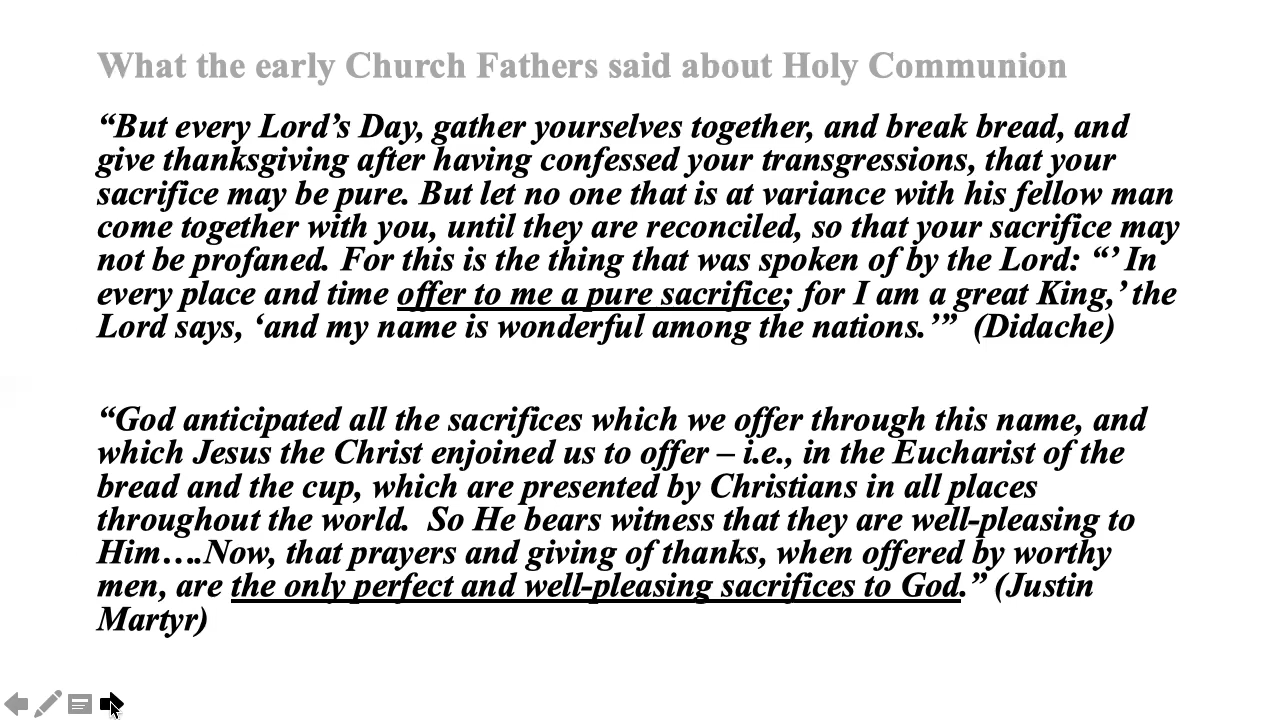 What the early Church Fathers said about Holy Communion
“But every Lord’s Day, gather yourselves together, and break bread, and
give thanksgiving after having confessed your transgressions, that your
sacrifice may be pure. But let no one that is at variance with his fellow man
come together with you, until they are reconciled, so that your sacrifice may
not be profaned. For this is the thing that was spoken of by the Lord: “’ In
every place and time offer to me a pure sacrifice; for I am a great King,’ the
Lord says, ‘and my name is wonderful among the nations.’” (Didache)
“God anticipated all the sacrifices which we offer through this name, and
which Jesus the Christ enjoined us to offer – i.e., in the Eucharist of the
bread and the cup, which are presented by Christians in all places
throughout the world.  So He bears witness that they are well-pleasing to
Him….Now, that prayers and giving of thanks, when offered by worthy
men, are the only perfect and well-pleasing sacrifices to God.” (Justin
Martyr)